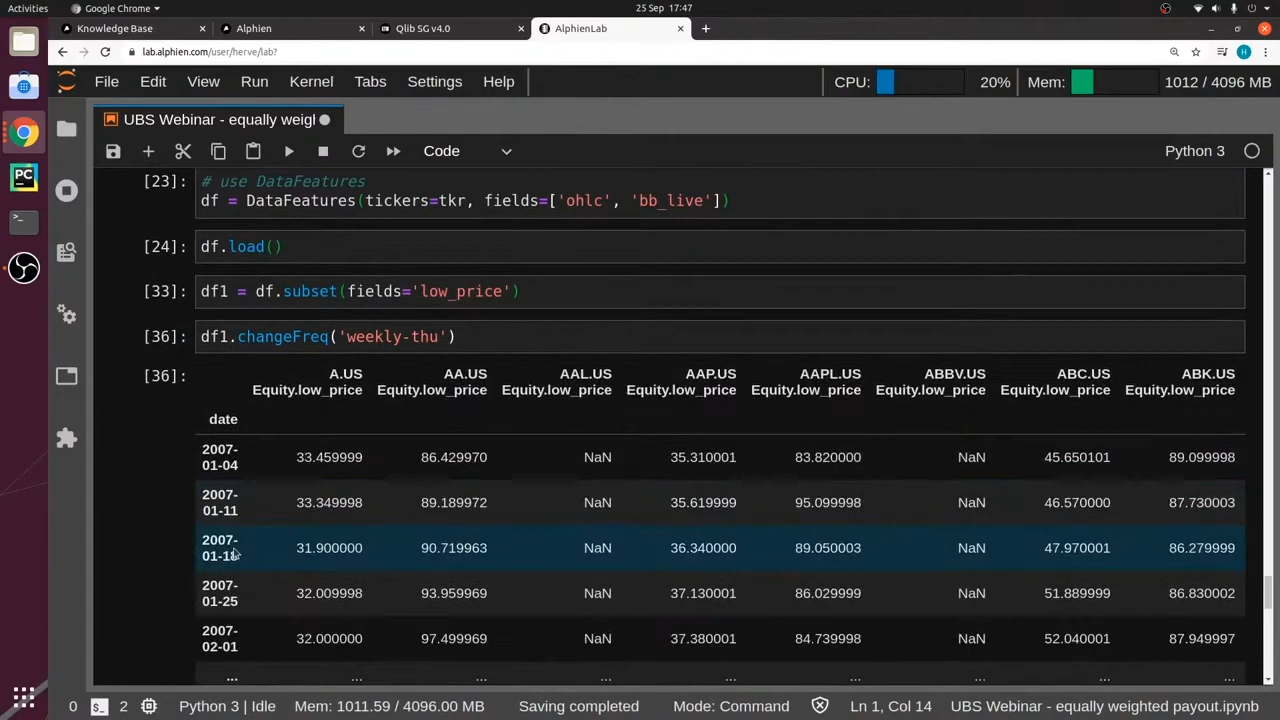 Activities
Google Chrome
25 Sep 17:47
Knowledge Base
Alphien
Qlib SG v4.0
AlphienLab
lab.alphien.com/user/herve/lab?
H
File Edit View Run Kernel Tabs Settings Help
CPU: 20% Mem: 1012 / 4096 MB
UBS Webinar - equally weigl
Code
Python 3
[23]: # use DataFeatures
df = DataFeatures(tickers=tkr, fields=['ohlc', 'bb_live'])
[24]: df.load()
[33]: df1 = df.subset(fields='low_price')
[36]: df1.changeFreq('weekly-thu')
[36]: A.US AA.US AAL.US AAP.US AAPL.US ABBV.US ABC.US ABK.US
Equity.low_price Equity.low_price Equity.low_price Equity.low_price Equity.low_price Equity.low_price Equity.low_price Equity.low_price
date
2007-
01-04 33.459999 86.429970 NaN 35.310001 83.820000 NaN 45.650101 89.099998
2007-
01-11 33.349998 89.189972 NaN 35.619999 95.099998 NaN 46.570000 87.730003
2007-
01-18 31.900000 90.719963 NaN 36.340000 89.050003 NaN 47.970001 86.279999
2007-
01-25 32.009998 93.959969 NaN 37.130001 86.029999 NaN 51.889999 86.830002
2007-
02-01 32.000000 97.499969 NaN 37.380001 84.739998 NaN 52.040001 87.949997
... ... ... ... ... ... ... ... ...
0 2 Python 3 | Idle Mem: 1011.59 / 4096.00 MB Saving completed Mode: Command Ln 1, Col 14 UBS Webinar - equally weighted payout.ipynb